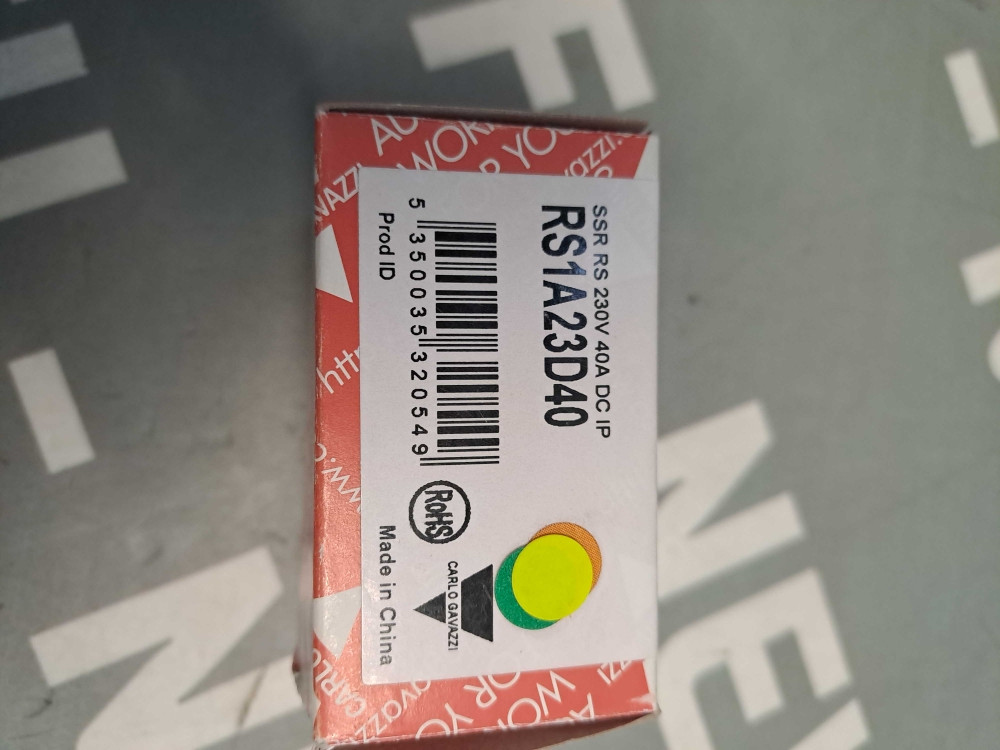 SSR RS 230V 40A DC IP
RS1A23D40
5 350035 320549
Prod ID
RoHS
CARLO GAVAZZI
Made in China